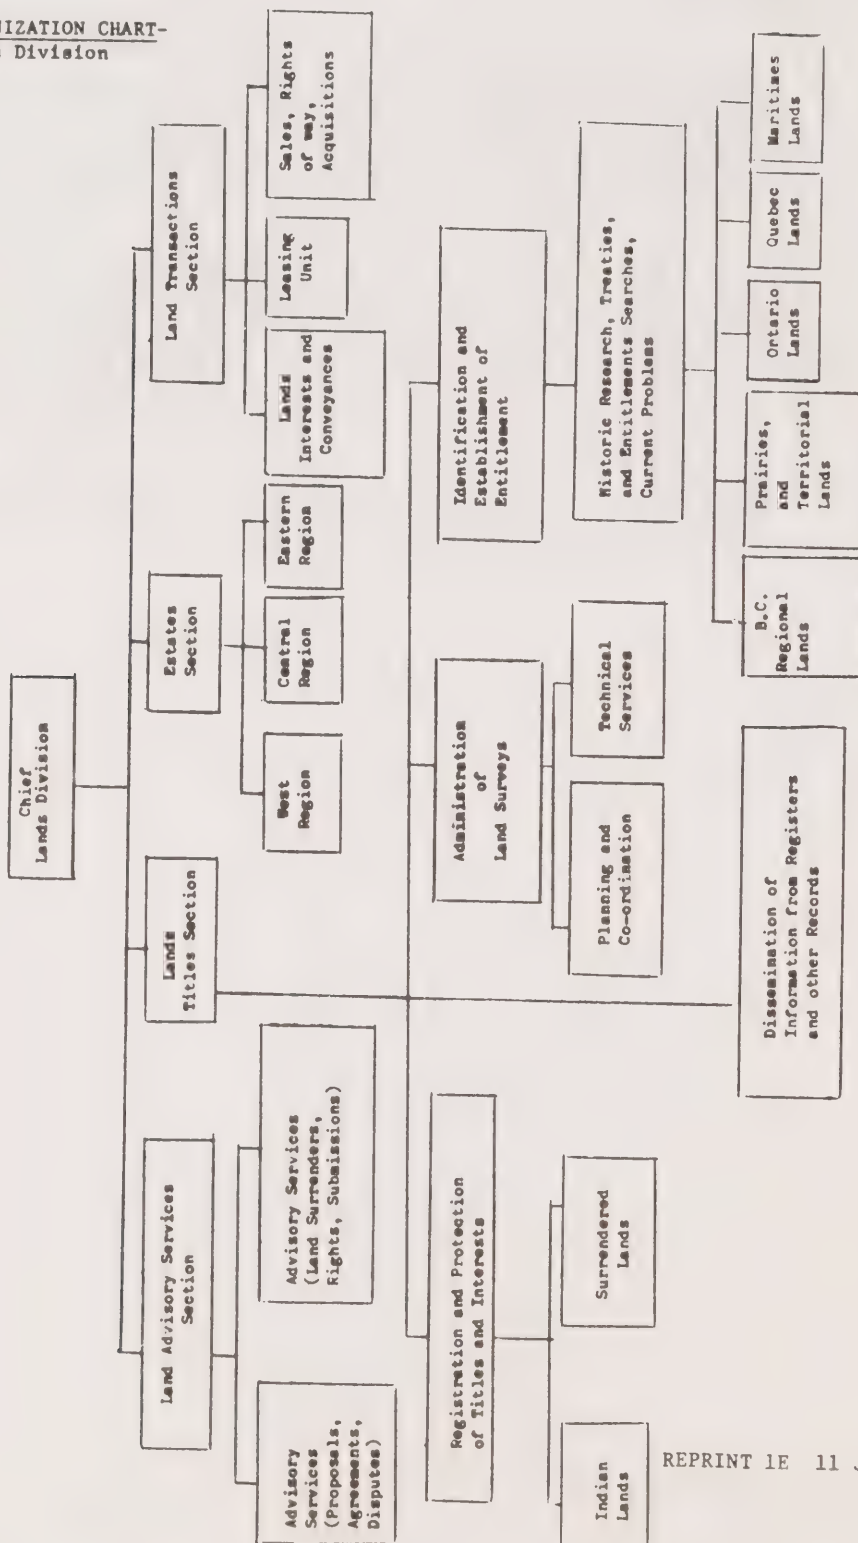 NIZATION CHART-
Division
Chief
Lands Division
Land Advisory Services
Section
Lands
Titles Section
Estates
Section
Land Transactions
Section
Advisory
Services
(Proposals,
Agreements,
Disputes)
Advisory Services
(Land Surrenders,
Rights, Submissions)
West
Region
Central
Region
Eastern
Region
Lands
Interests and
Conveyances
Leasing
Unit
Sales, Rights
of way,
Acquisitions
Registration and Protection
of Titles and Interests
Administration
of
Land Surveys
Identification and
Establishment of
Entitlement
Indian
Lands
Surrendered
Lands
Planning and
Co-ordination
Technical
Services
Historic Research, Treaties,
and Entitlements Searches,
Current Problems
Dissemination of
Information from Registers
and other Records
B.C.
Regional
Lands
Prairies,
and
Territorial
Lands
Ontario
Lands
Quebec
Lands
Maritimes
Lands
REPRINT 1E 11